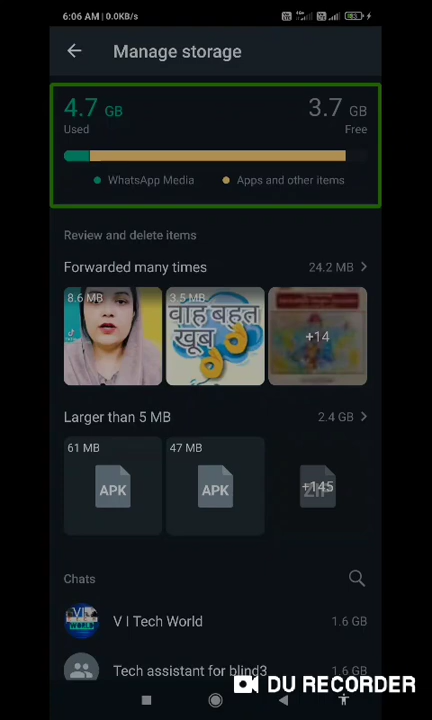 6:06 AM | 0.0KB/s
Manage storage
4.7 GB
3.7 GB
Used
Free
WhatsApp Media
Apps and other items
Review and delete items
Forwarded many times
24.2 MB
8.6 MB
3.5 MB
वाह बहुत
खूब
+14
Larger than 5 MB
2.4 GB
61 MB
47 MB
APK
APK
+145
Chats
V I Tech World
1.6 GB
Tech assistant for blind3
1.6 GB
DU RECORDER